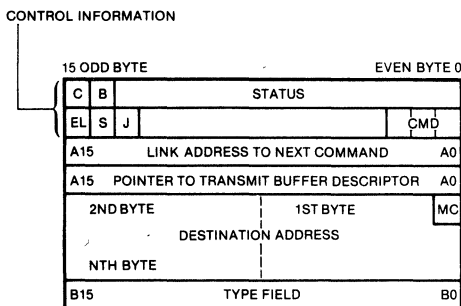 CONTROL INFORMATION
15 ODD BYTE EVEN BYTE 0
C B STATUS
EL S J CMD
A15 LINK ADDRESS TO NEXT COMMAND A0
A15 POINTER TO TRANSMIT BUFFER DESCRIPTOR A0
2ND BYTE 1ST BYTE MC
DESTINATION ADDRESS
NTH BYTE
B15 TYPE FIELD B0